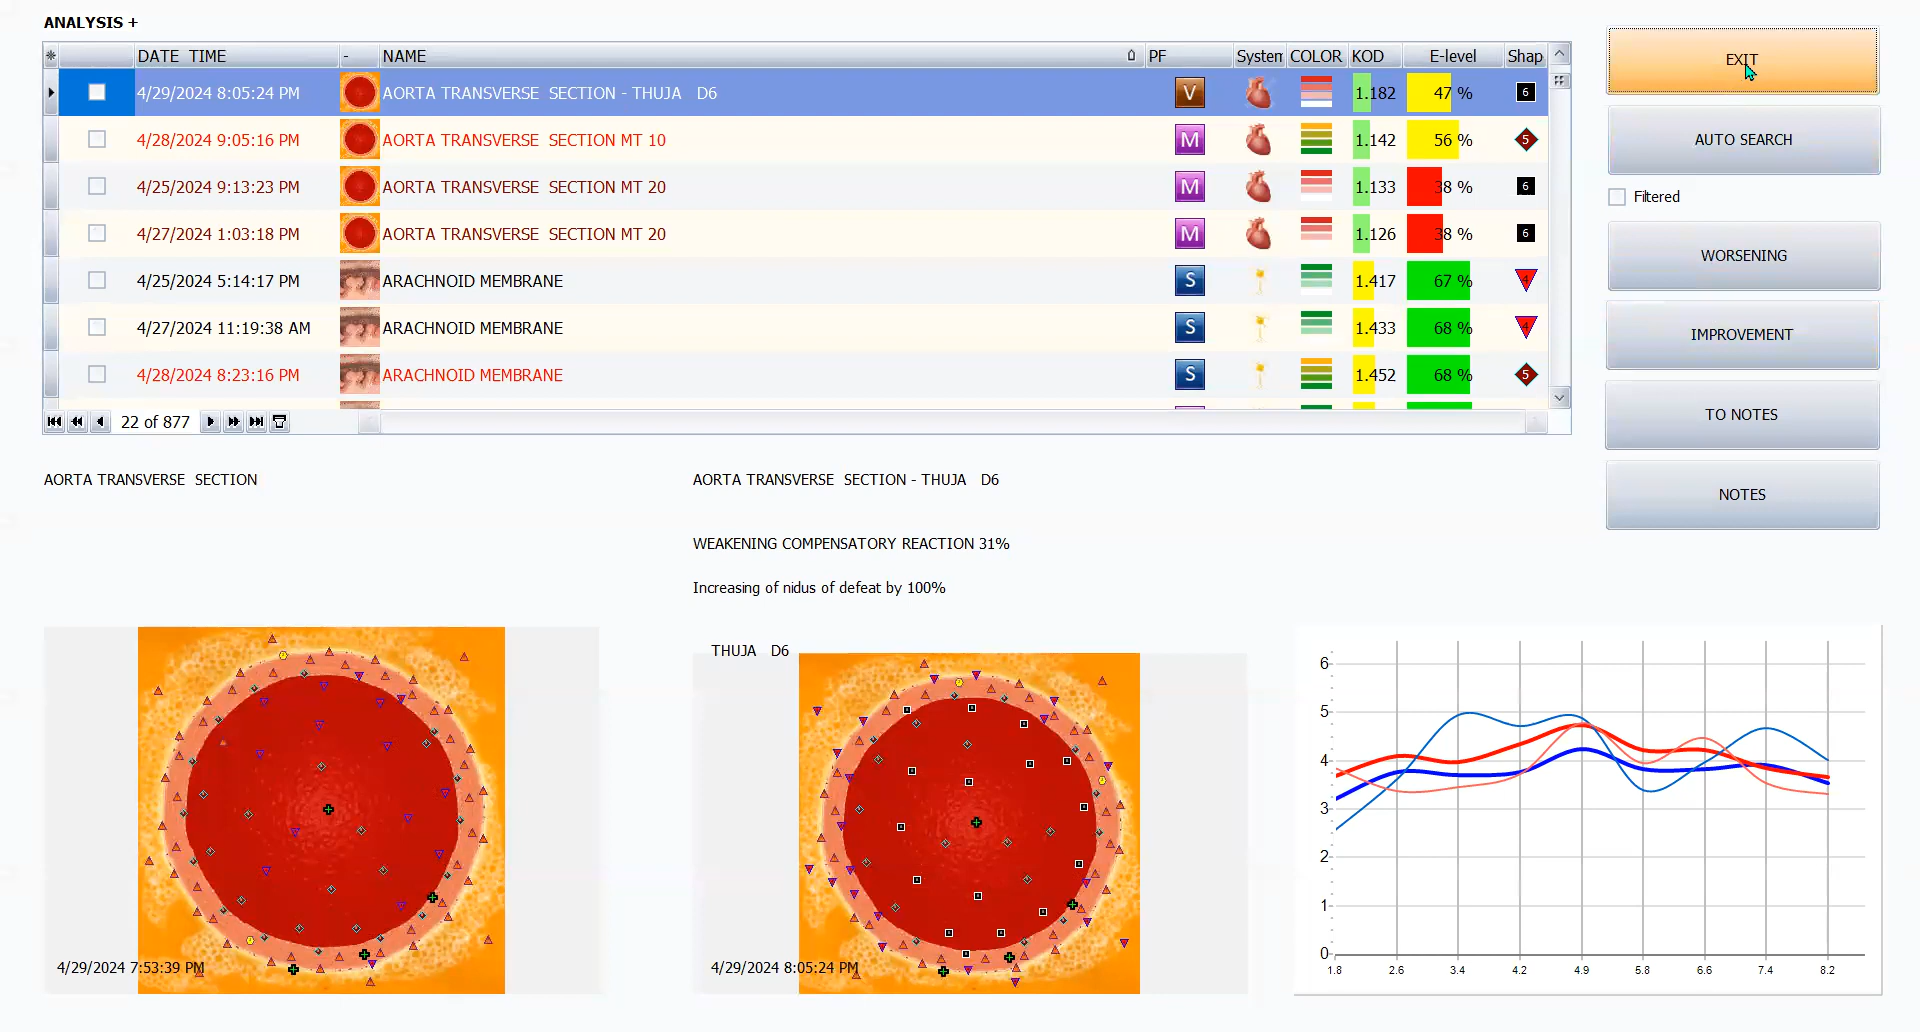 ANALYSIS +
DATE TIME - NAME PF System COLOR KOD E-level Shap
4/29/2024 8:05:24 PM AORTA TRANSVERSE SECTION - THUJA D6 V 1.182 47 % 6
4/28/2024 9:05:16 PM AORTA TRANSVERSE SECTION MT 10 M 1.142 56 % 5
4/25/2024 9:13:23 PM AORTA TRANSVERSE SECTION MT 20 M 1.133 38 % 6
4/27/2024 1:03:18 PM AORTA TRANSVERSE SECTION MT 20 M 1.126 38 % 6
4/25/2024 5:14:17 PM ARACHNOID MEMBRANE S 1.417 67 % 4
4/27/2024 11:19:38 AM ARACHNOID MEMBRANE S 1.433 68 % 4
4/28/2024 8:23:16 PM ARACHNOID MEMBRANE S 1.452 68 % 5
22 of 877
EXIT
AUTO SEARCH
Filtered
WORSENING
IMPROVEMENT
TO NOTES
NOTES
AORTA TRANSVERSE SECTION
AORTA TRANSVERSE SECTION - THUJA D6
WEAKENING COMPENSATORY REACTION 31%
Increasing of nidus of defeat by 100%
THUJA D6
4/29/2024 7:53:39 PM
4/29/2024 8:05:24 PM
6
5
4
3
2
1
0
1.8 2.6 3.4 4.2 4.9 5.8 6.6 7.4 8.2